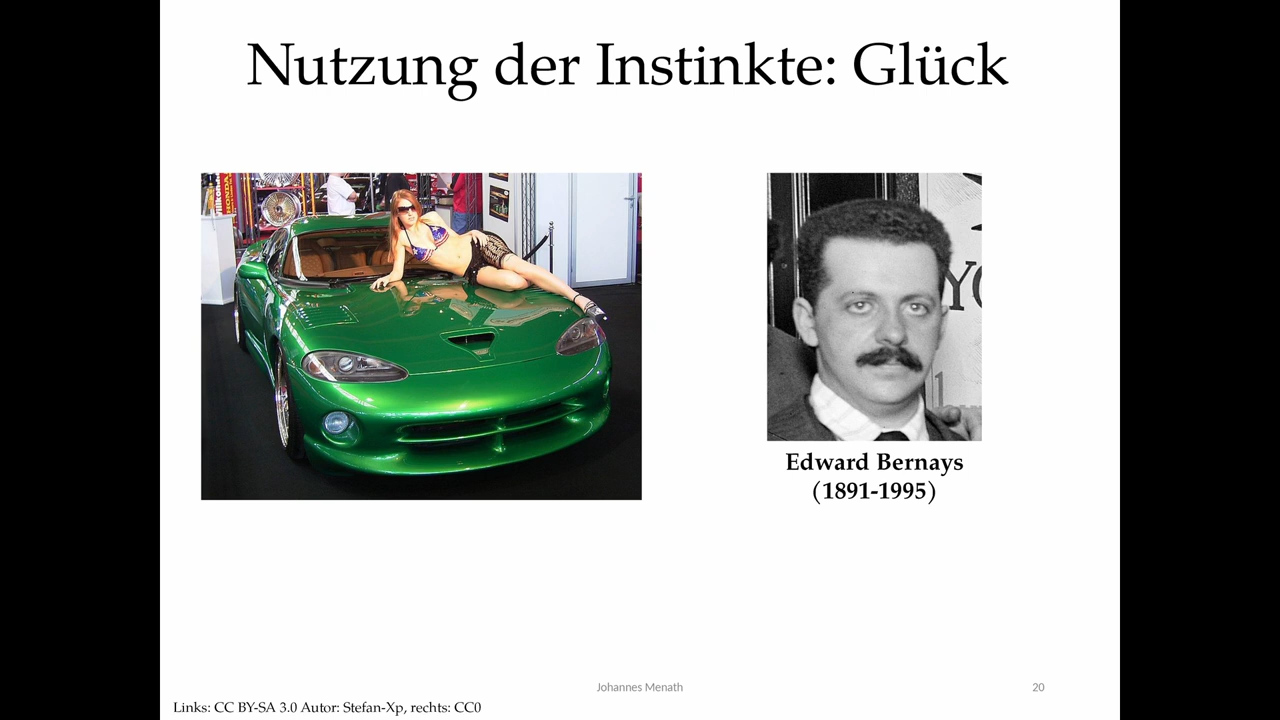 Nutzung der Instinkte: Glück
HONDA
Edward Bernays
(1891-1995)
Johannes Menath
20
Links: CC BY-SA 3.0 Autor: Stefan-Xp, rechts: CC0